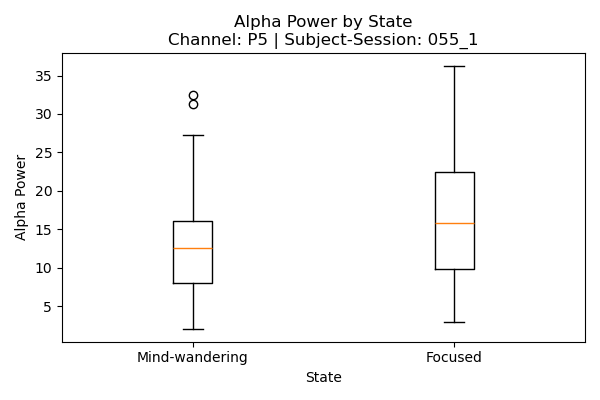 Alpha Power by State
Channel: P5 | Subject-Session: 055_1
Alpha Power
35
30
25
20
15
10
5
Mind-wandering
Focused
State